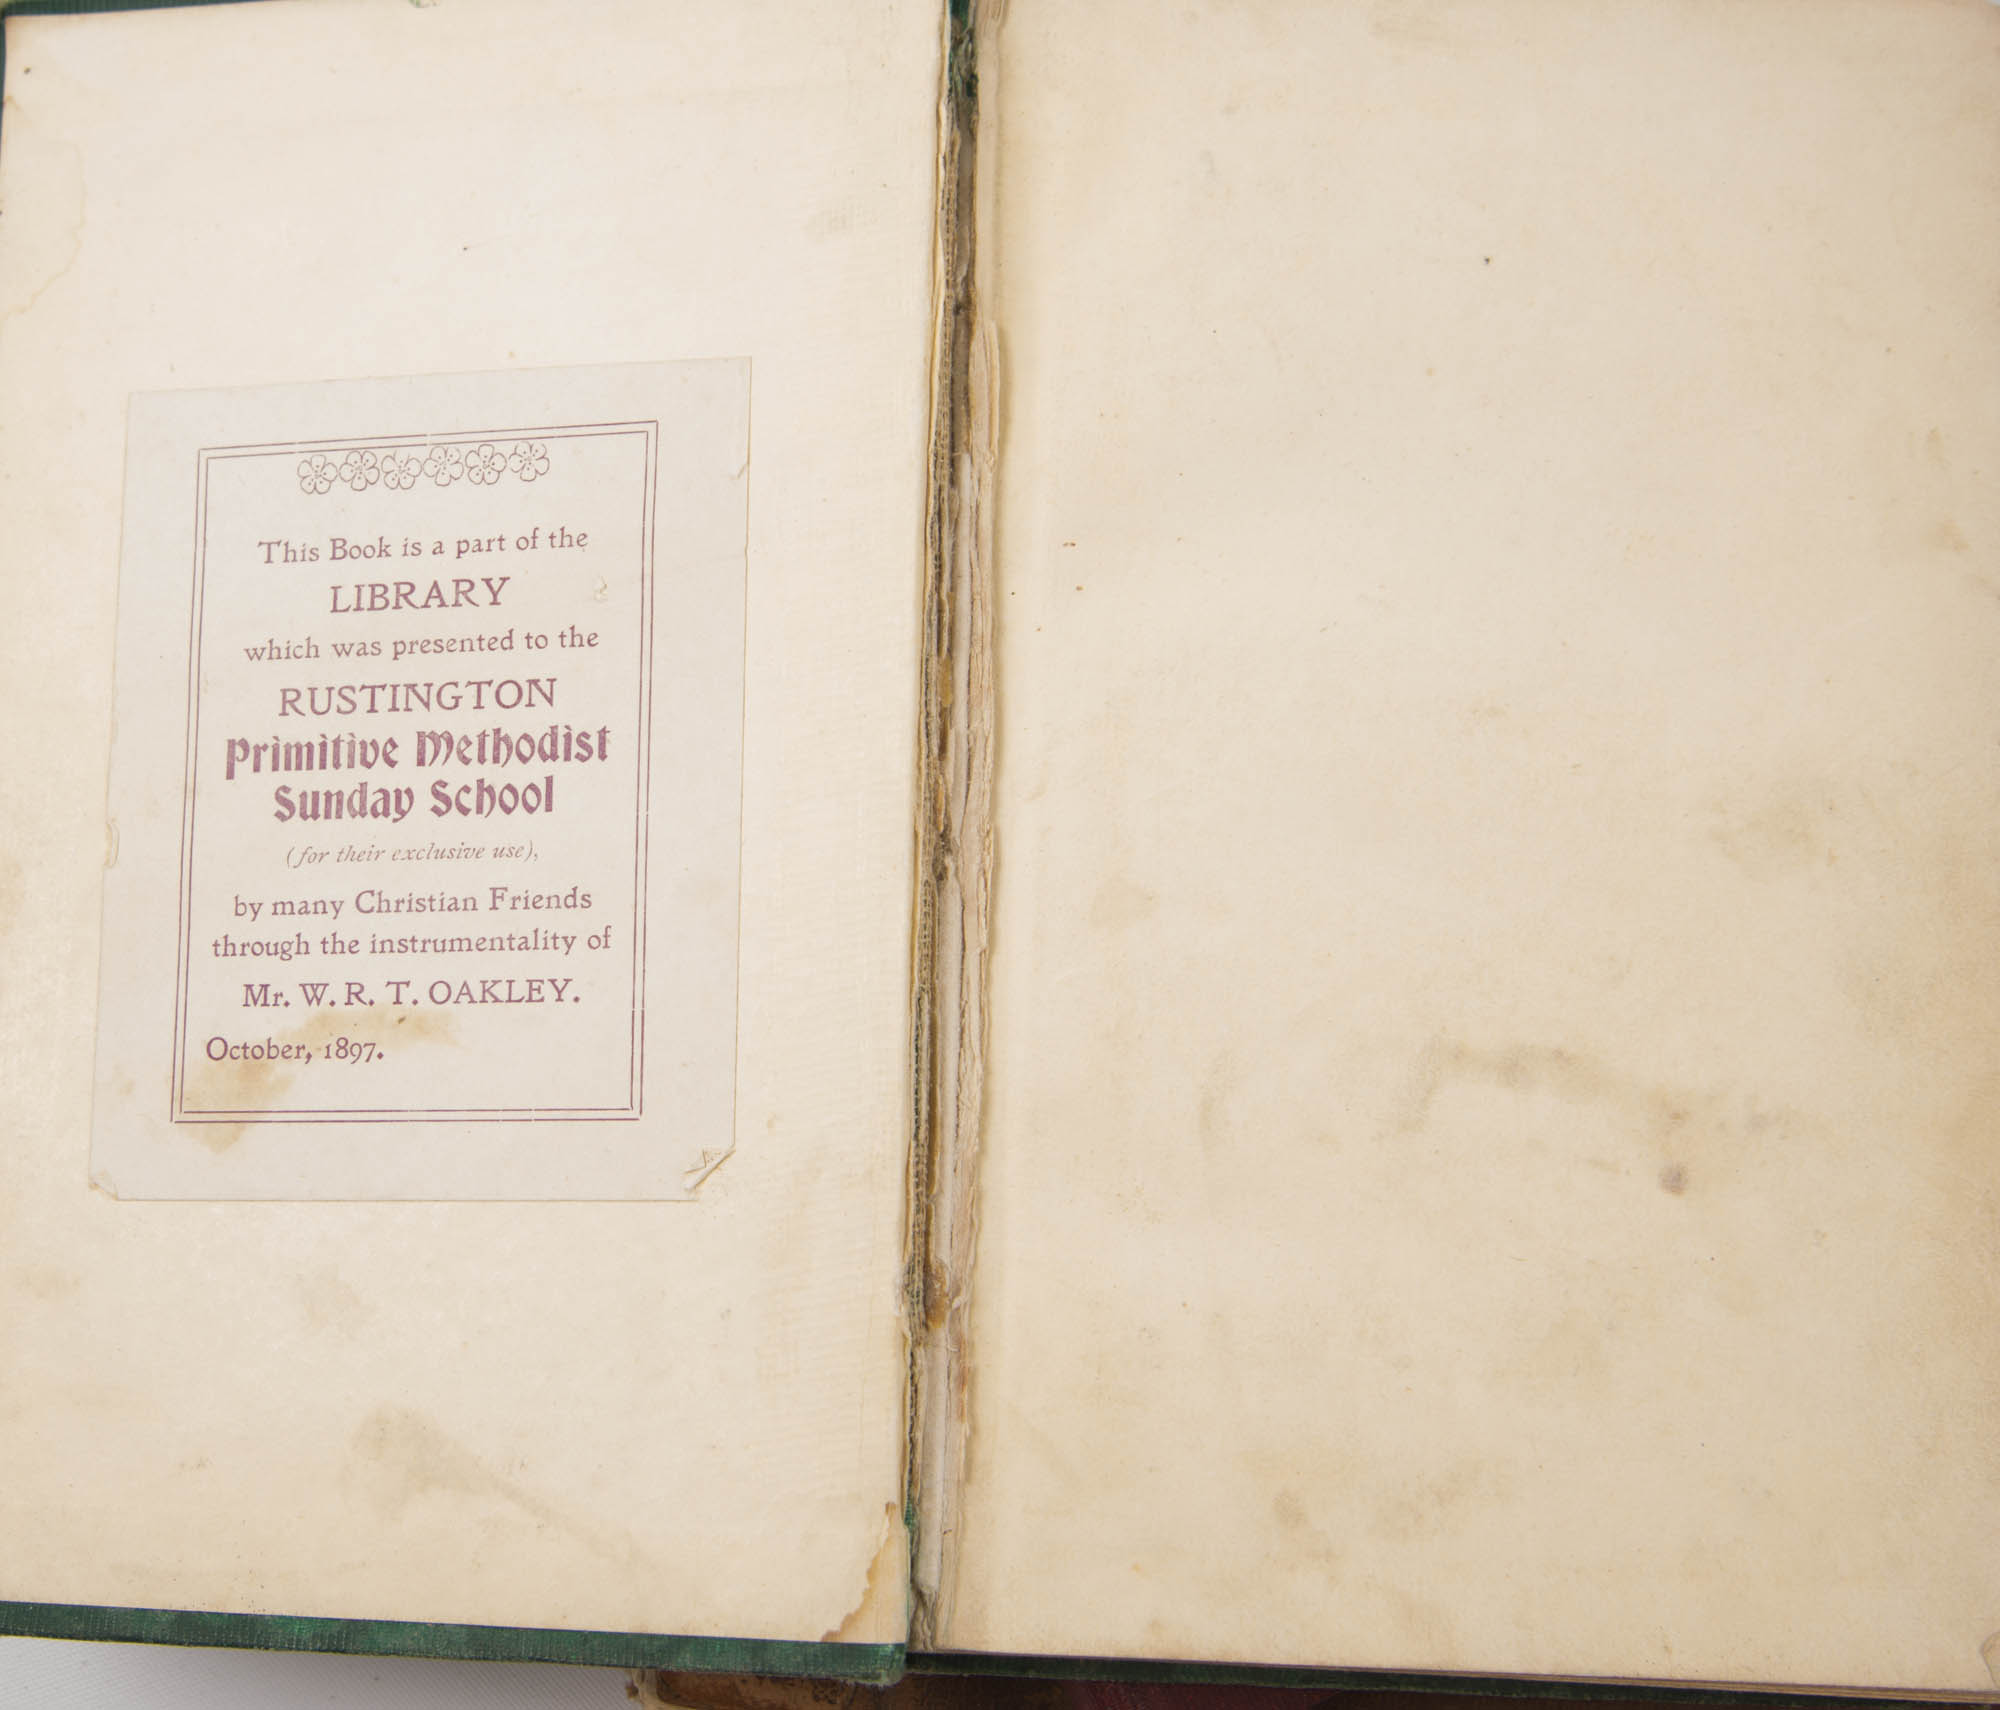 This Book is a part of the
LIBRARY
which was presented to the
RUSTINGTON
Primitive Methodist
Sunday School
(for their exclusive use),
by many Christian Friends
through the instrumentality of
Mr. W. R. T. OAKLEY.
October, 1897.